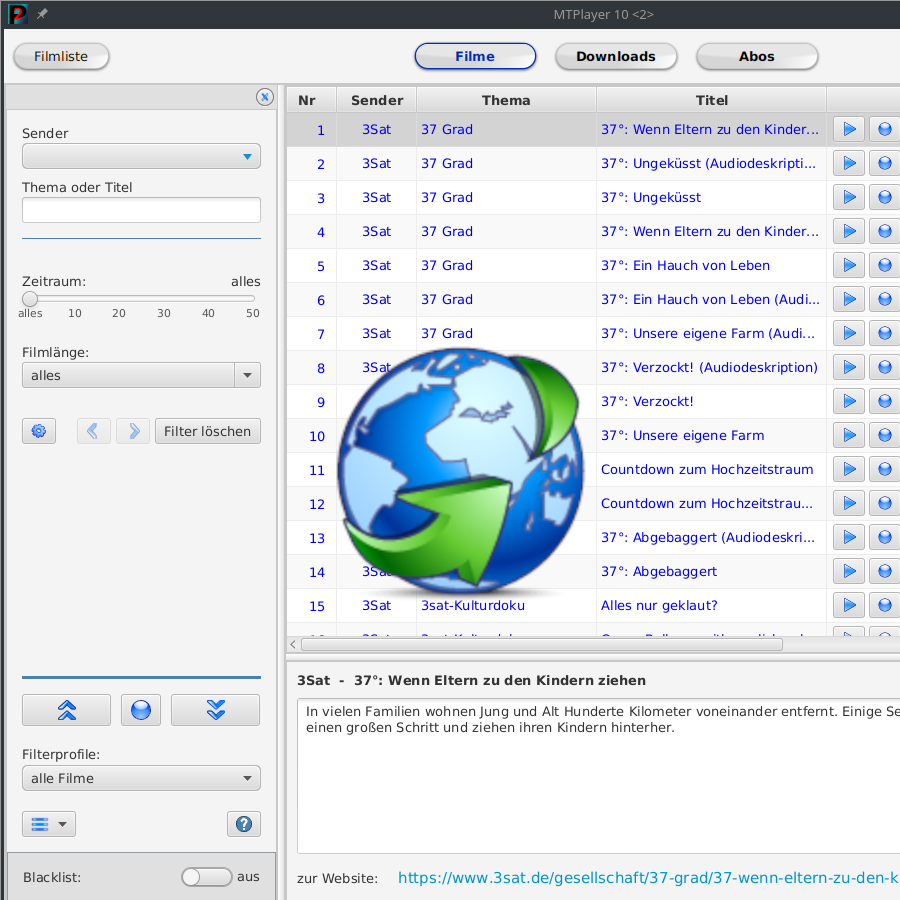 MTPlayer 10 <2>
Filmliste
Filme
Downloads
Abos
Sender
Thema oder Titel
Zeitraum: alles
alles 10 20 30 40 50
Filmlänge:
alles
Filter löschen
Filterprofile:
alle Filme
Blacklist: aus
Nr Sender Thema Titel
1 3Sat 37 Grad 37°: Wenn Eltern zu den Kinder...
2 3Sat 37 Grad 37°: Ungeküsst (Audiodeskripti...
3 3Sat 37 Grad 37°: Ungeküsst
4 3Sat 37 Grad 37°: Wenn Eltern zu den Kinder...
5 3Sat 37 Grad 37°: Ein Hauch von Leben
6 3Sat 37 Grad 37°: Ein Hauch von Leben (Audi...
7 3Sat 37 Grad 37°: Unsere eigene Farm (Audi...
8 3Sat 37°: Verzockt! (Audiodeskription)
9 37°: Verzockt!
10 37°: Unsere eigene Farm
11 Countdown zum Hochzeitstraum
12 Countdown zum Hochzeitstrau...
13 37°: Abgebaggert (Audiodeskri...
14 3Sat 37°: Abgebaggert
15 3Sat 3sat-Kulturdoku Alles nur geklaut?
3Sat - 37°: Wenn Eltern zu den Kindern ziehen
In vielen Familien wohnen Jung und Alt Hunderte Kilometer voneinander entfernt. Einige Se
einen großen Schritt und ziehen ihren Kindern hinterher.
zur Website: https://www.3sat.de/gesellschaft/37-grad/37-wenn-eltern-zu-den-k